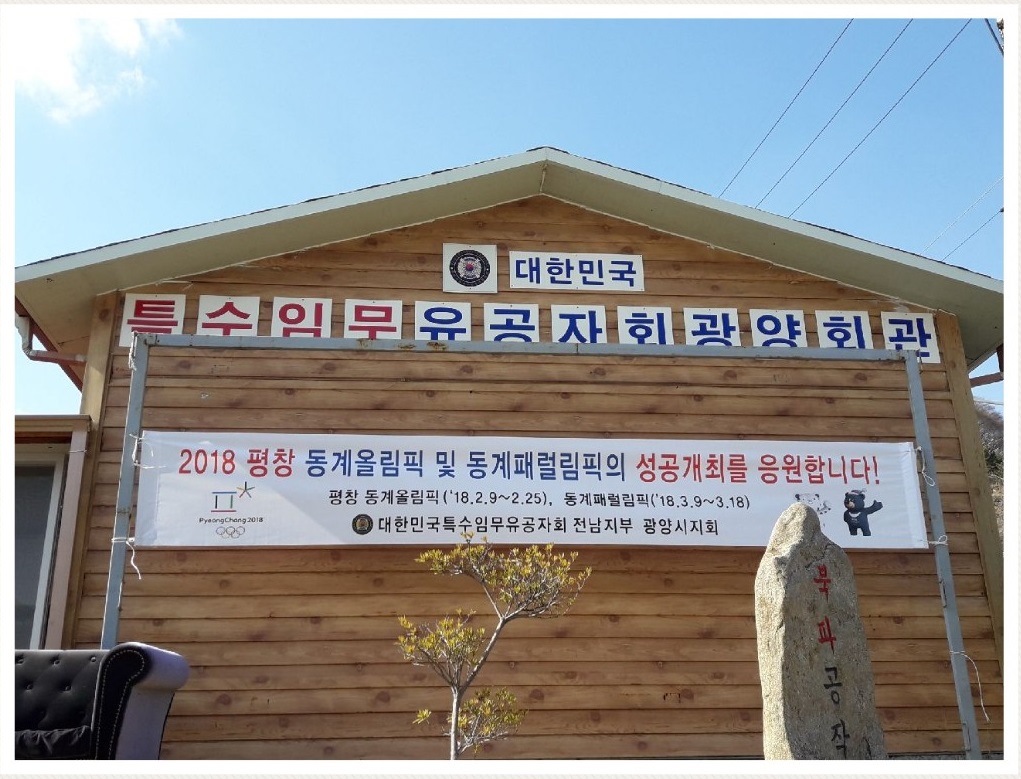 대한민국
특수임무유공자회광양회관
2018 평창 동계올림픽 및 동계패럴림픽의 성공개최를 응원합니다!
평창 동계올림픽('18.2.9~2.25), 동계패럴림픽('18.3.9~3.18)
PyeongChang 2018
대한민국특수임무유공자회 전남지부 광양시지회
북파공작